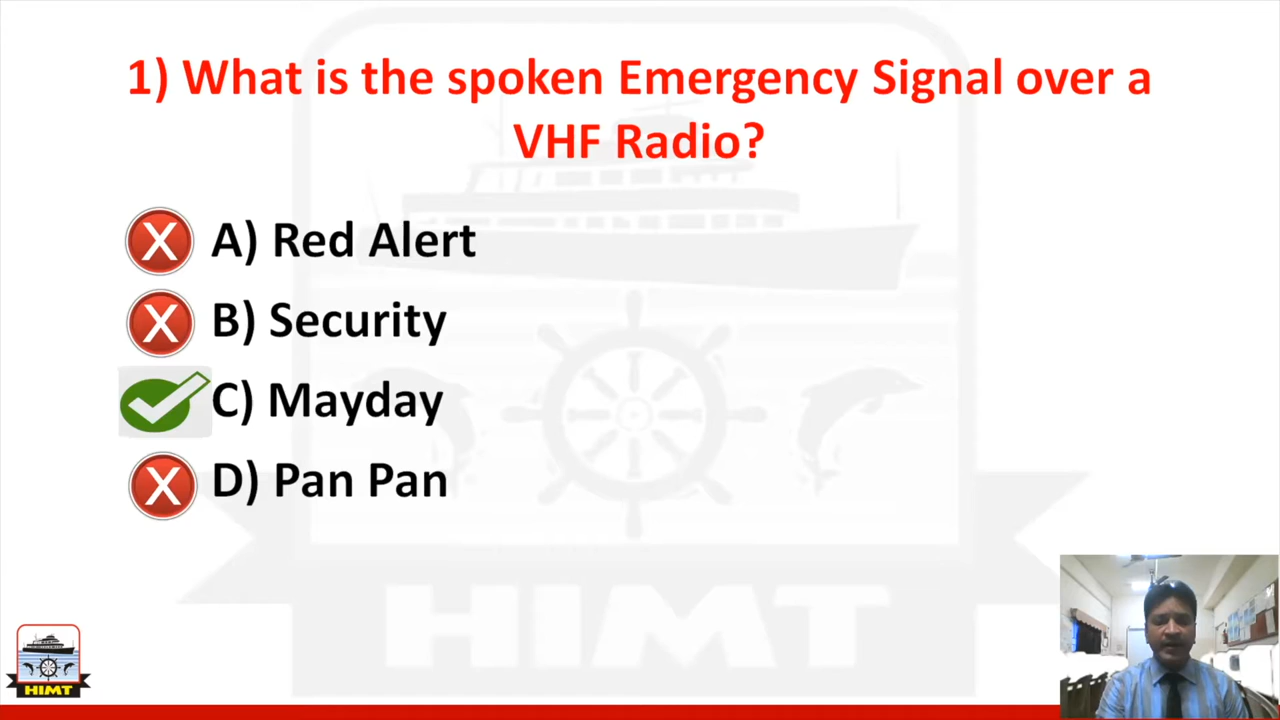 1) What is the spoken Emergency Signal over a
VHF Radio?
X A) Red Alert
X B) Security
C) Mayday
X D) Pan Pan
HIMT
HIMT